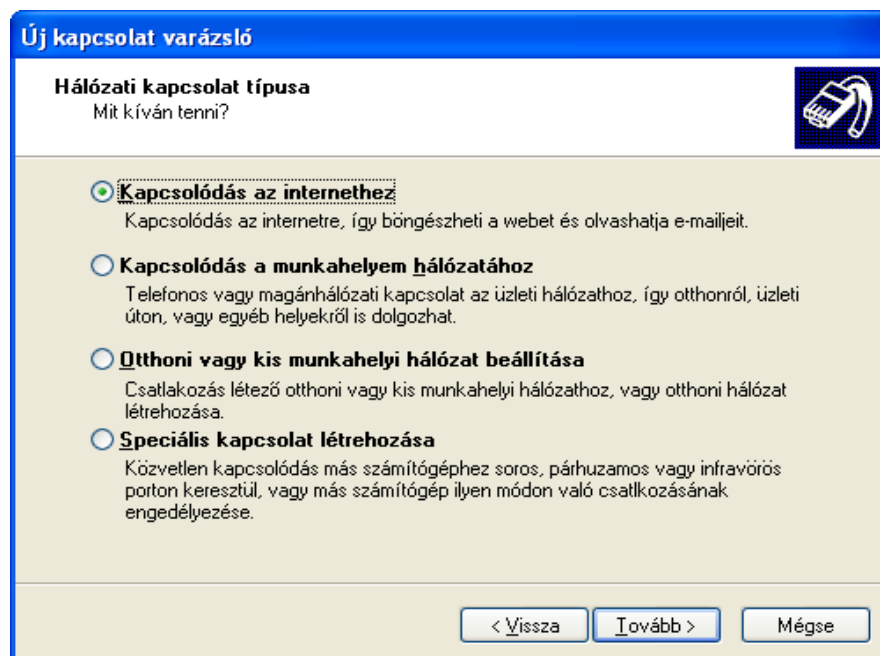 Új kapcsolat varázsló
Hálózati kapcsolat típusa
Mit kíván tenni?
Kapcsolódás az internethez
Kapcsolódás az internetre, így böngészheti a webet és olvashatja e-mailjeit.
Kapcsolódás a munkahelyem hálózatához
Telefonos vagy magánhálózati kapcsolat az üzleti hálózathoz, így otthonról, üzleti
úton, vagy egyéb helyekről is dolgozhat.
Otthoni vagy kis munkahelyi hálózat beállítása
Csatlakozás létező otthoni vagy kis munkahelyi hálózathoz, vagy otthoni hálózat
létrehozása.
Speciális kapcsolat létrehozása
Közvetlen kapcsolódás más számítógéphez soros, párhuzamos vagy infravörös
porton keresztül, vagy más számítógép ilyen módon való csatlkozásának
engedélyezése.
< Vissza Tovább > Mégse